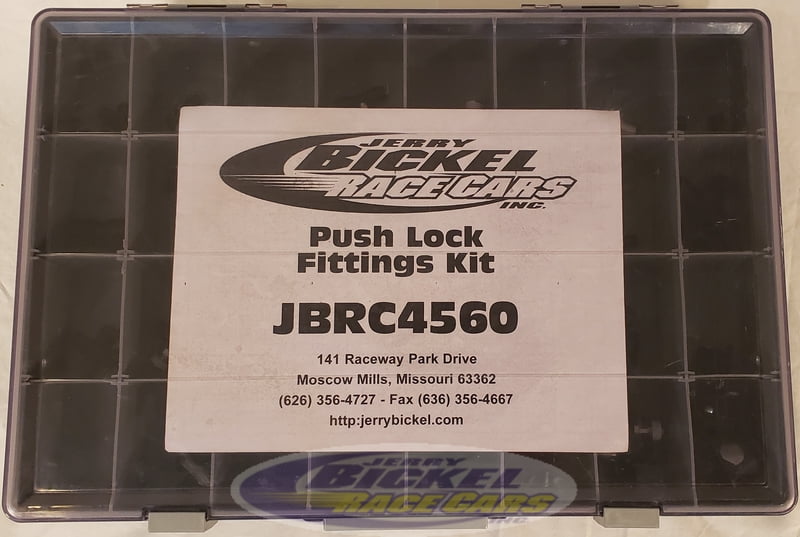 JERRY
BICKEL
RACE CARS
INC.
Push Lock
Fittings Kit
JBRC4560
141 Raceway Park Drive
Moscow Mills, Missouri 63362
(626) 356-4727 - Fax (636) 356-4667
http:jerrybickel.com
JERRY
BICKEL
RACE CARS
INC.